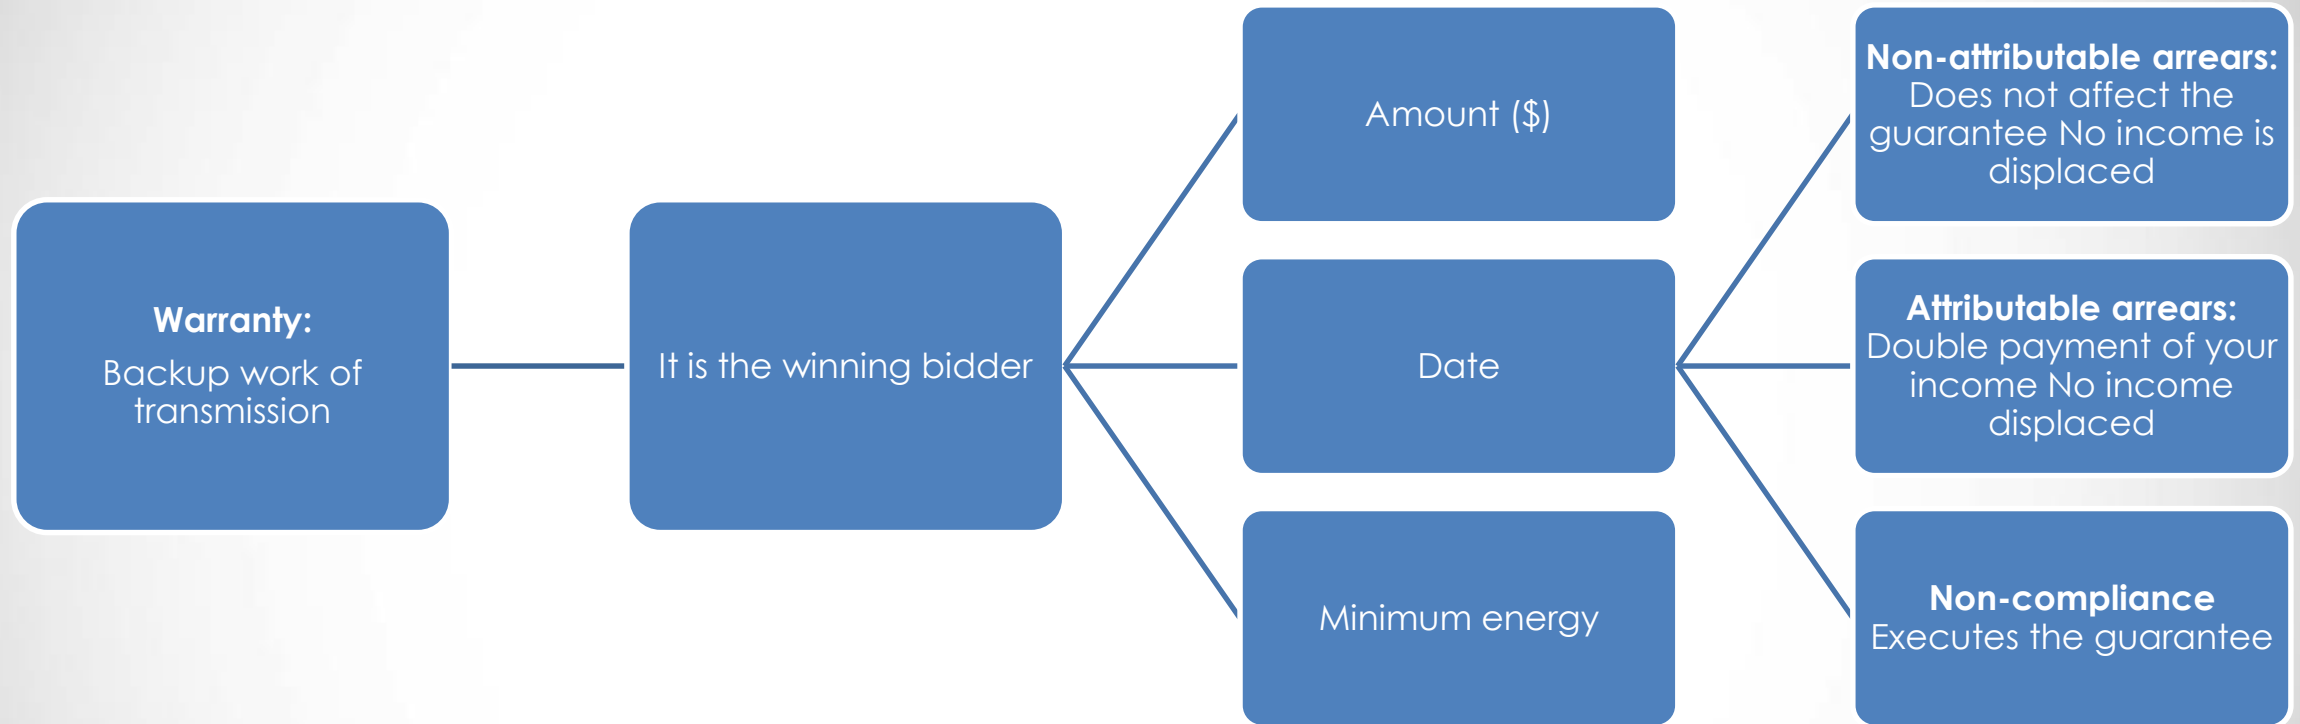 Warranty:
Backup work of
transmission
It is the winning bidder
Amount ($)
Date
Minimum energy
Non-attributable arrears:
Does not affect the
guarantee No income is
displaced
Attributable arrears:
Double payment of your
income No income
displaced
Non-compliance
Executes the guarantee